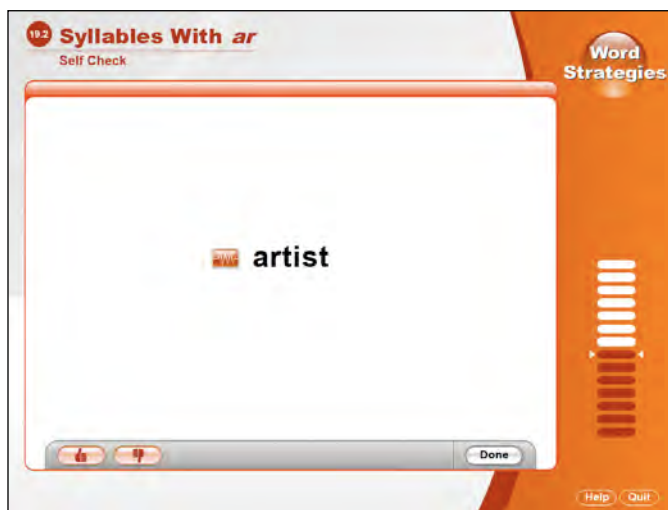 19.2 Syllables With ar
Self Check
Word
Strategies
artist
Done
Help Quit